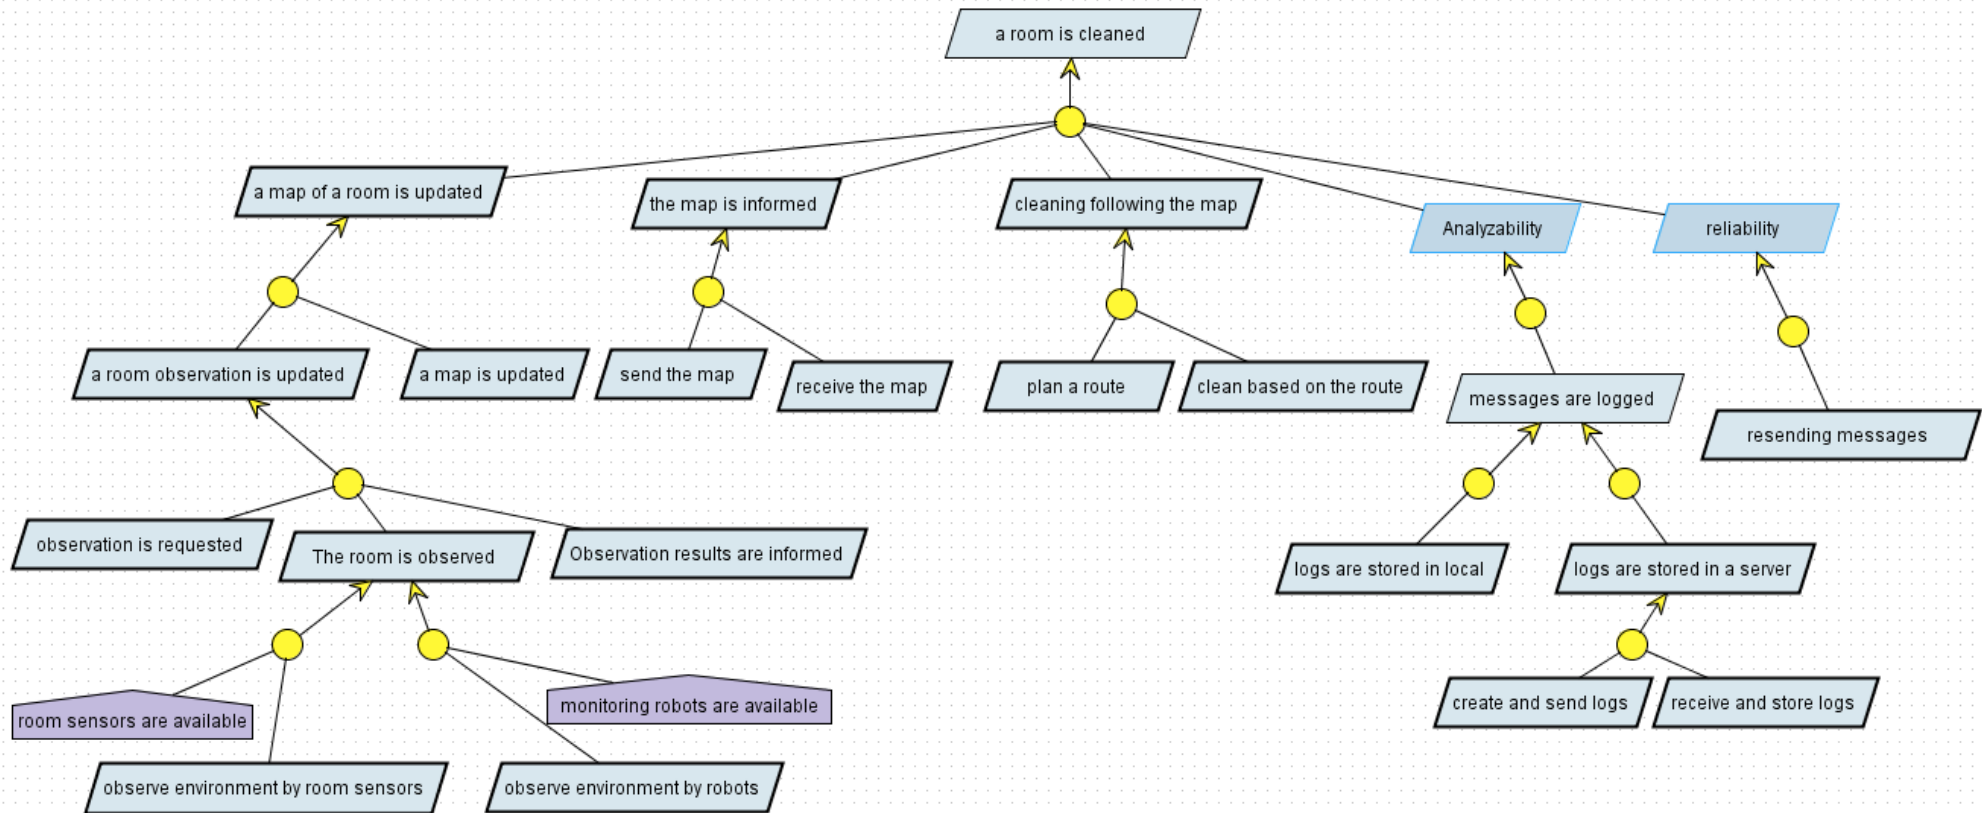 a room is cleaned
a map of a room is updated
the map is informed
cleaning following the map
Analyzability
reliability
a room observation is updated
a map is updated
send the map
receive the map
plan a route
clean based on the route
messages are logged
resending messages
observation is requested
The room is observed
Observation results are informed
logs are stored in local
logs are stored in a server
room sensors are available
monitoring robots are available
create and send logs
receive and store logs
observe environment by room sensors
observe environment by robots